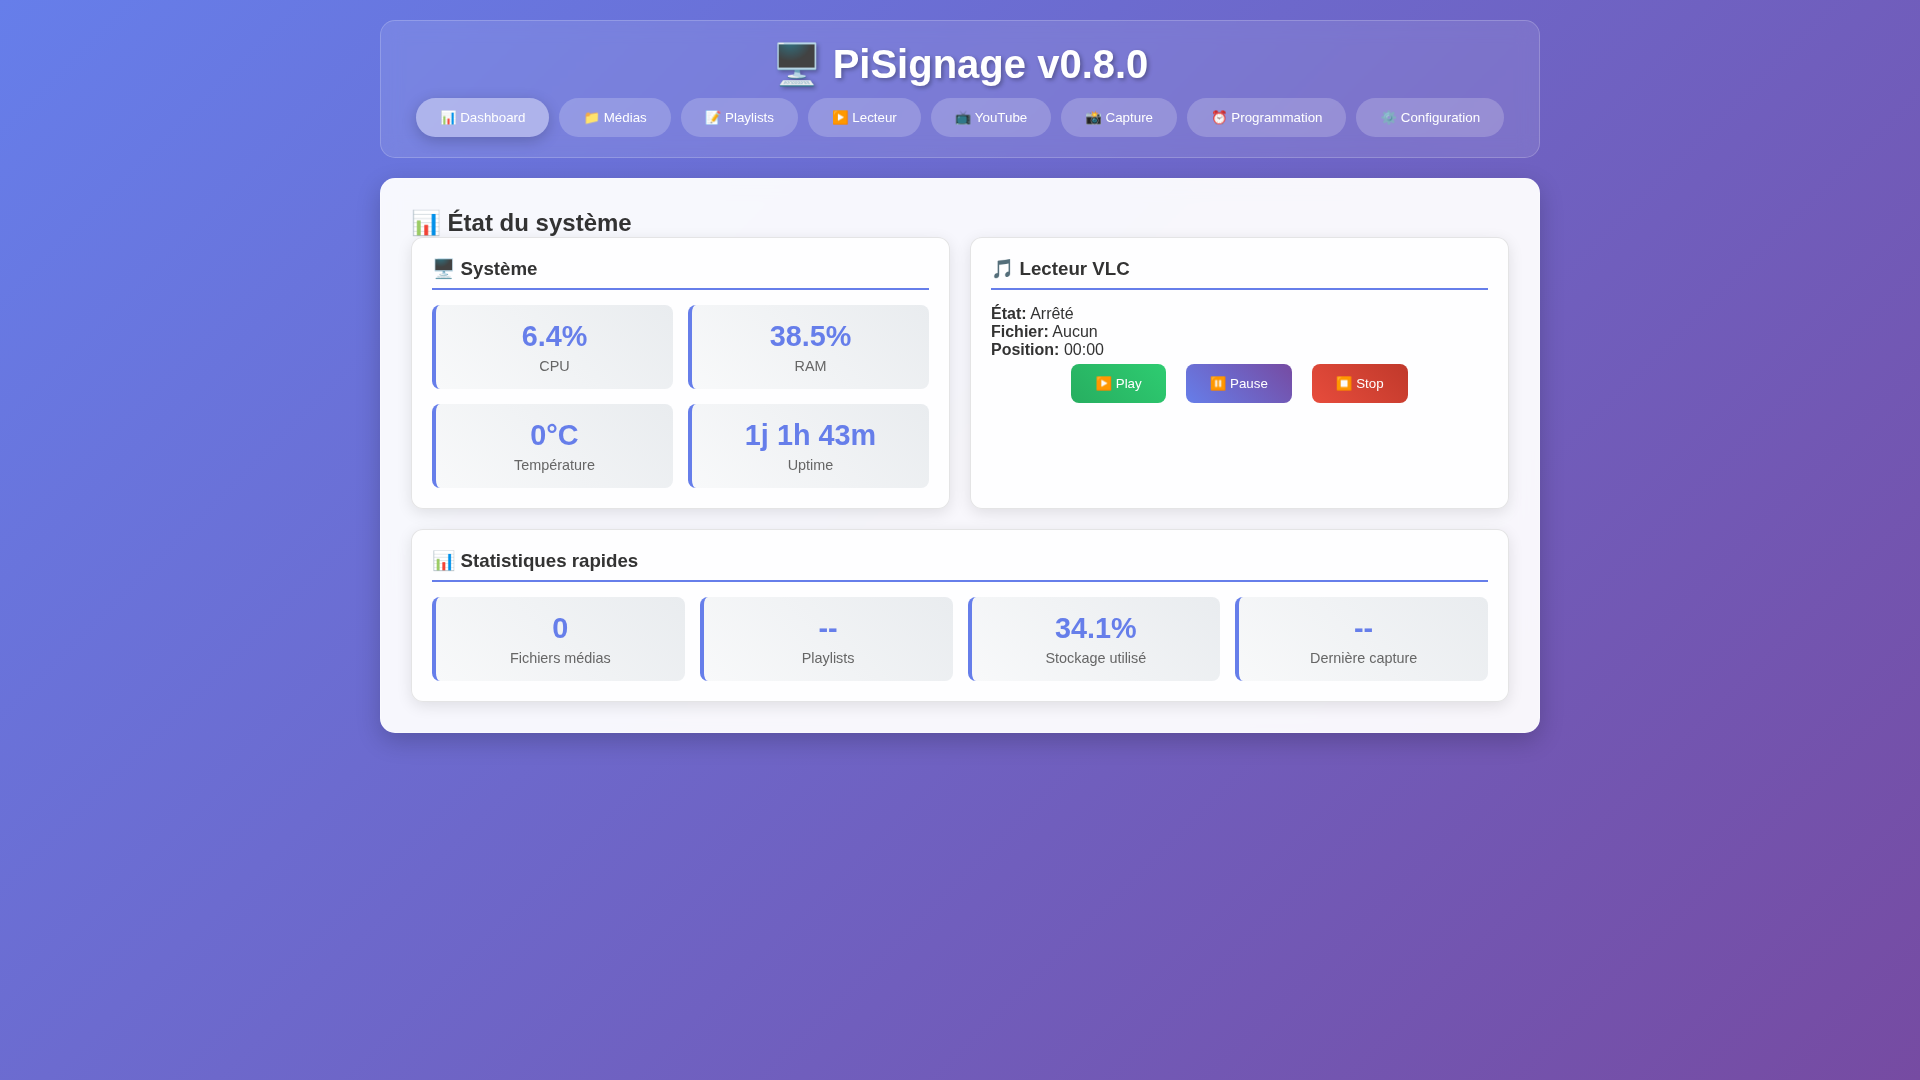 🖥️ PiSignage v0.8.0
📊 Dashboard
📁 Médias
📝 Playlists
▶️ Lecteur
📺 YouTube
📸 Capture
⏰ Programmation
⚙️ Configuration
📊 État du système
🖥️ Système
6.4%
CPU
38.5%
RAM
0°C
Température
1j 1h 43m
Uptime
🎵 Lecteur VLC
État: Arrêté
Fichier: Aucun
Position: 00:00
▶️ Play
⏸️ Pause
⏹️ Stop
📊 Statistiques rapides
0
Fichiers médias
--
Playlists
34.1%
Stockage utilisé
--
Dernière capture